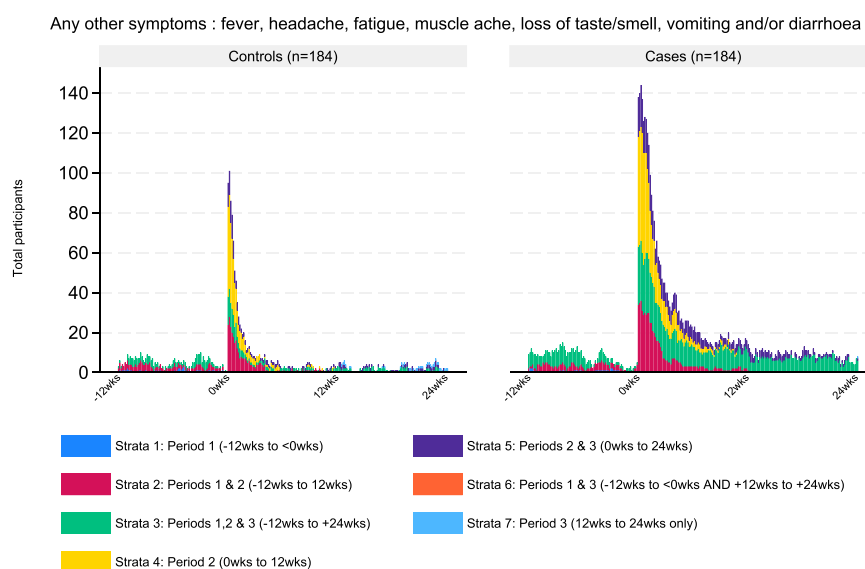 Any other symptoms : fever, headache, fatigue, muscle ache, loss of taste/smell, vomiting and/or diarrhoea
Controls (n=184)
Cases (n=184)
Total participants
140
120
100
80
60
40
20
0
-12wks
0wks
12wks
24wks
-12wks
0wks
12wks
24wks
Strata 1: Period 1 (-12wks to <0wks)
Strata 2: Periods 1 & 2 (-12wks to 12wks)
Strata 3: Periods 1,2 & 3 (-12wks to +24wks)
Strata 4: Period 2 (0wks to 12wks)
Strata 5: Periods 2 & 3 (0wks to 24wks)
Strata 6: Periods 1 & 3 (-12wks to <0wks AND +12wks to +24wks)
Strata 7: Period 3 (12wks to 24wks only)